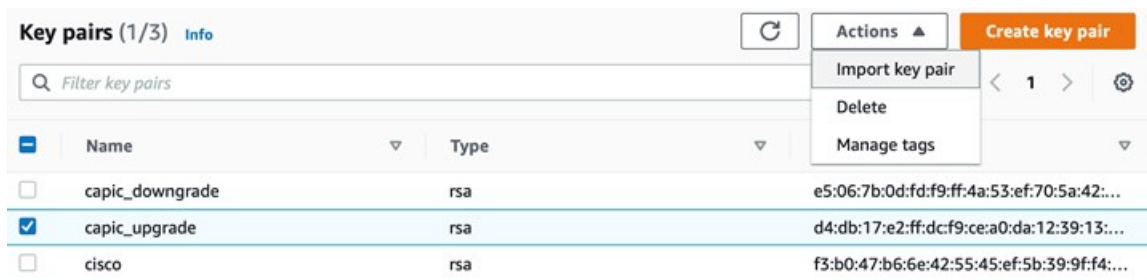 Key pairs (1/3) Info
Actions
Create key pair
Filter key pairs
Import key pair
1
Delete
Manage tags
Name
Type
capic_downgrade rsa e5:06:7b:0d:fd:f9:ff:4a:53:ef:70:5a:42:...
capic_upgrade rsa d4:db:17:e2:ff:dc:f9:ce:a0:da:12:39:13:...
cisco rsa f3:b0:47:b6:6e:42:55:45:ef:5b:39:9f:f4:...